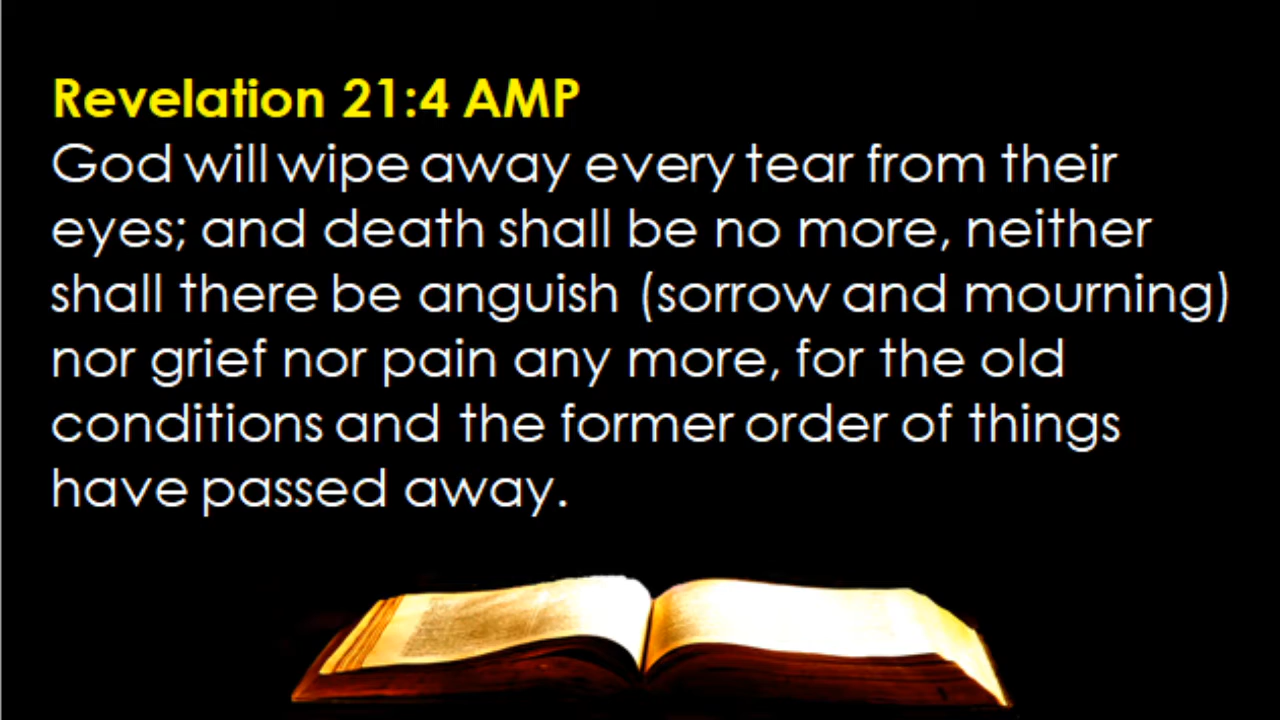 Revelation 21:4 AMP
God will wipe away every tear from their
eyes; and death shall be no more, neither
shall there be anguish (sorrow and mourning)
nor grief nor pain any more, for the old
conditions and the former order of things
have passed away.